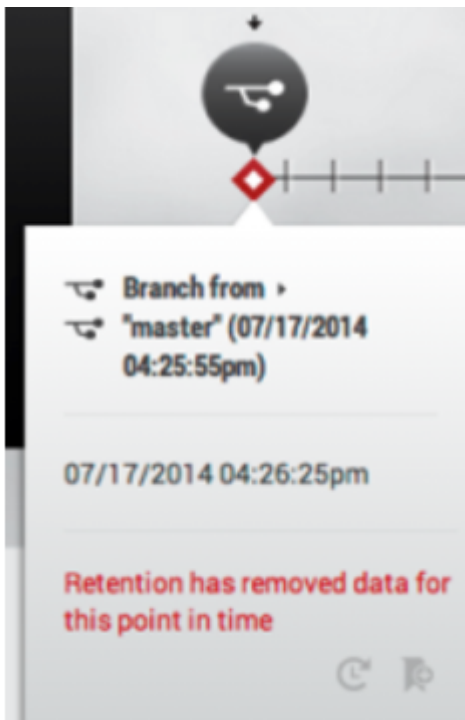 Branch from ▸
"master" (07/17/2014
04:25:55pm)
07/17/2014 04:26:25pm
Retention has removed data for
this point in time